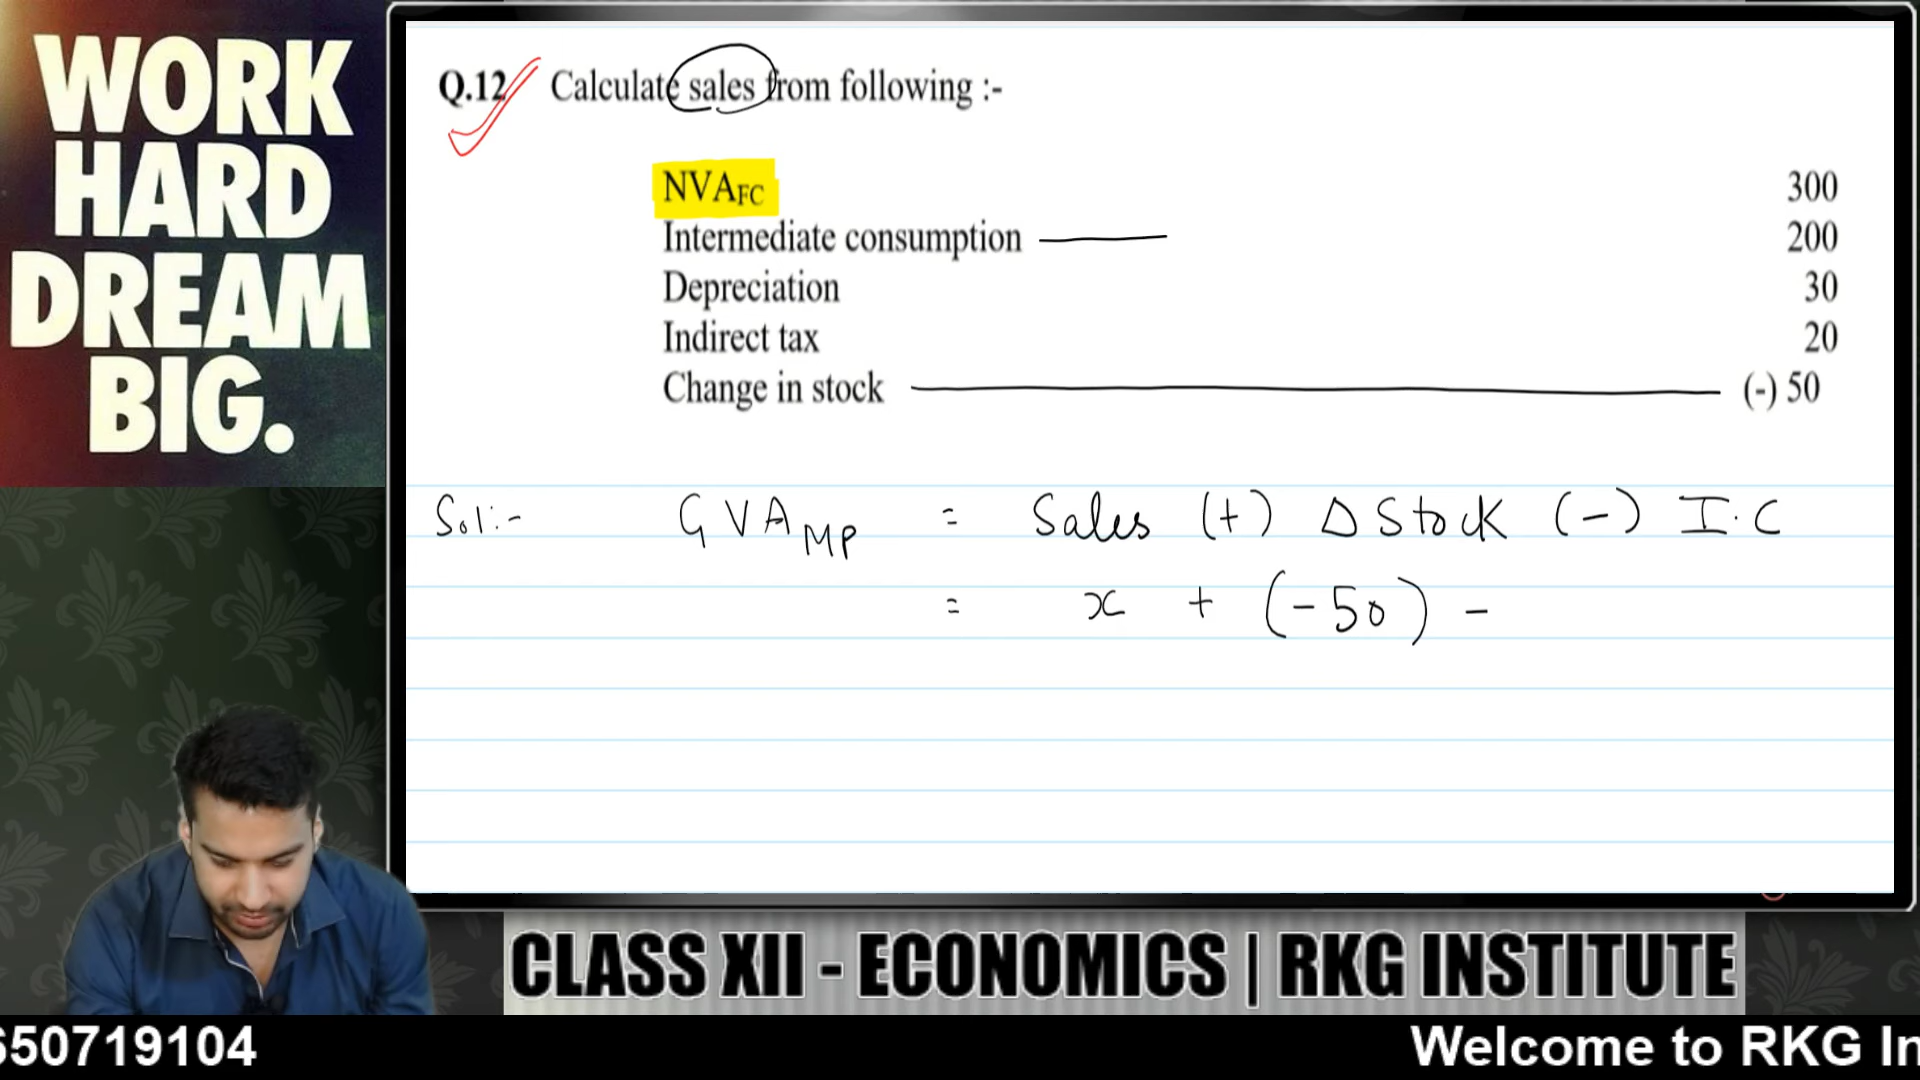 WORK
HARD
DREAM
BIG.
Q.12 Calculate sales from following :-
NVAFC 300
Intermediate consumption 200
Depreciation 30
Indirect tax 20
Change in stock (-) 50
Sol:- GVAMP = Sales (+) Δ Stock (-) I.C
= x + (-50) -
CLASS XII - ECONOMICS | RKG INSTITUTE
650719104 Welcome to RKG In